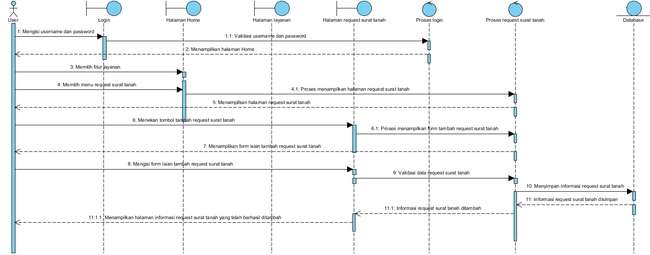 User
Login
Halaman Home
Halaman layanan
Halaman request surat tanah
Proses login
Proses request surat tanah
Database
1: Mengisi username dan password
1.1: Validasi username dan password
2: Menampilkan halaman Home
3: Memilih fitur layanan
4: Memilih menu request surat tanah
4.1: Proses menampilkan halaman request surat tanah
5: Menampilkan halaman request surat tanah
6: Menekan tombol tambah request surat tanah
6.1: Proses menampilkan form tambah request surat tanah
7: Menampilkan form isian tambah request surat tanah
8: Mengisi form isian tambah request surat tanah
9: Validasi data request surat tanah
10: Menyimpan informasi request surat tanah
11: Informasi request surat tanah disimpan
11.1: Informasi request surat tanah ditambah
11.1.1: Menampilkan halaman informasi request surat tanah yang telah berhasil ditambah